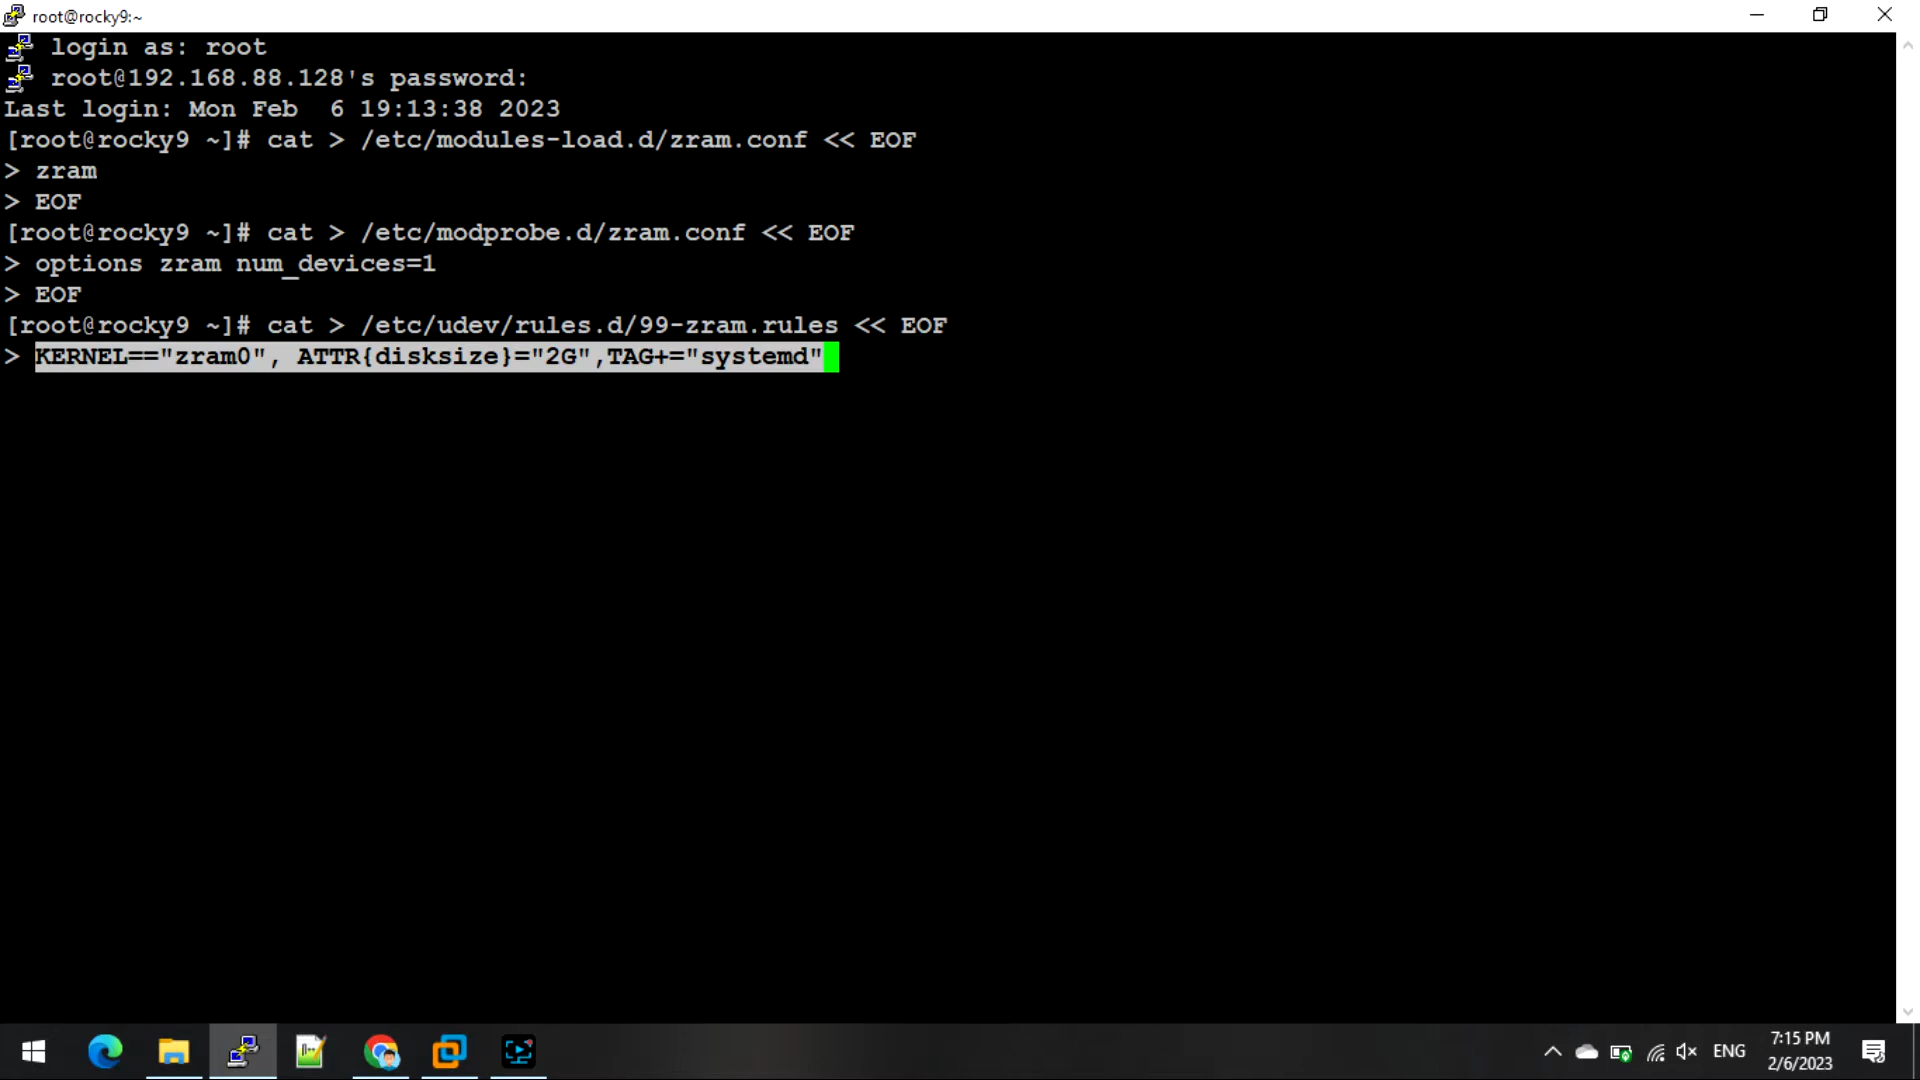 root@rocky9:~
login as: root
root@192.168.88.128's password:
Last login: Mon Feb  6 19:13:38 2023
[root@rocky9 ~]# cat > /etc/modules-load.d/zram.conf << EOF
> zram
> EOF
[root@rocky9 ~]# cat > /etc/modprobe.d/zram.conf << EOF
> options zram num_devices=1
> EOF
[root@rocky9 ~]# cat > /etc/udev/rules.d/99-zram.rules << EOF
> KERNEL=="zram0", ATTR{disksize}="2G",TAG+="systemd"
ENG
7:15 PM
2/6/2023